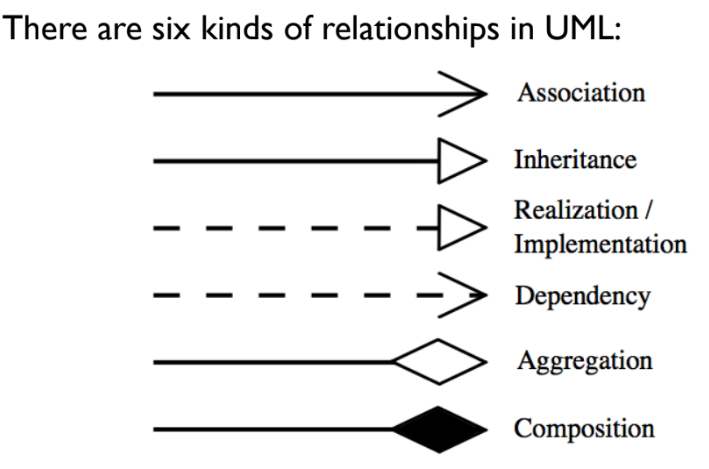 There are six kinds of relationships in UML:
Association
Inheritance
Realization /
Implementation
Dependency
Aggregation
Composition